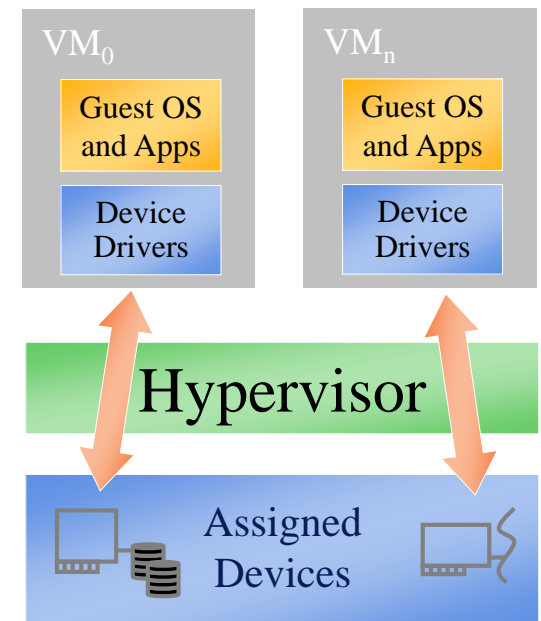 VM0
VMn
Guest OS
and Apps
Guest OS
and Apps
Device
Drivers
Device
Drivers
Hypervisor
Assigned
Devices